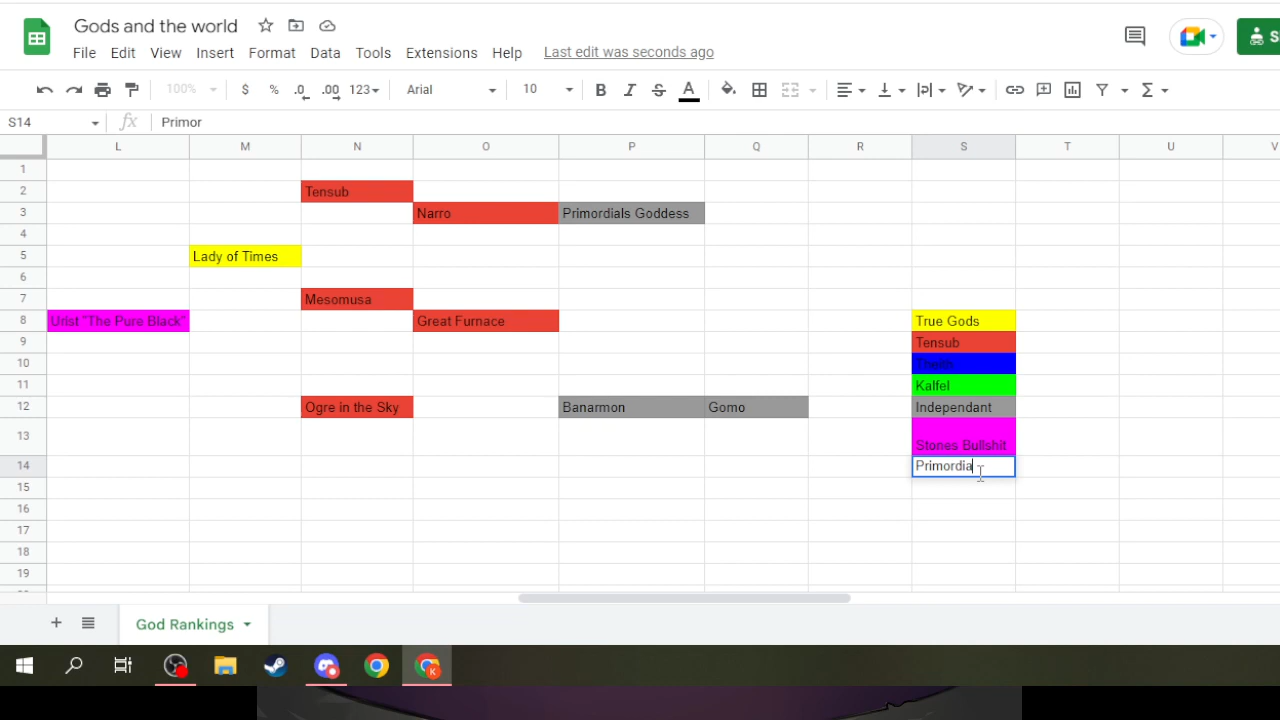 Gods and the world
File Edit View Insert Format Data Tools Extensions Help Last edit was seconds ago
100% $ % .0 .00 123 Arial 10 B I S A
S14 fx Primor
L M N O P Q R S T U V
1
2 Tensub
3 Narro Primordials Goddess
4
5 Lady of Times
6
7 Mesomusa
8 Urist "The Pure Black" Great Furnace True Gods
9 Tensub
10
11 Kalfel
12 Ogre in the Sky Banarmon Gomo Independant
13 Stones Bullshit
14 Primordia
15
16
17
18
19
+ God Rankings
K